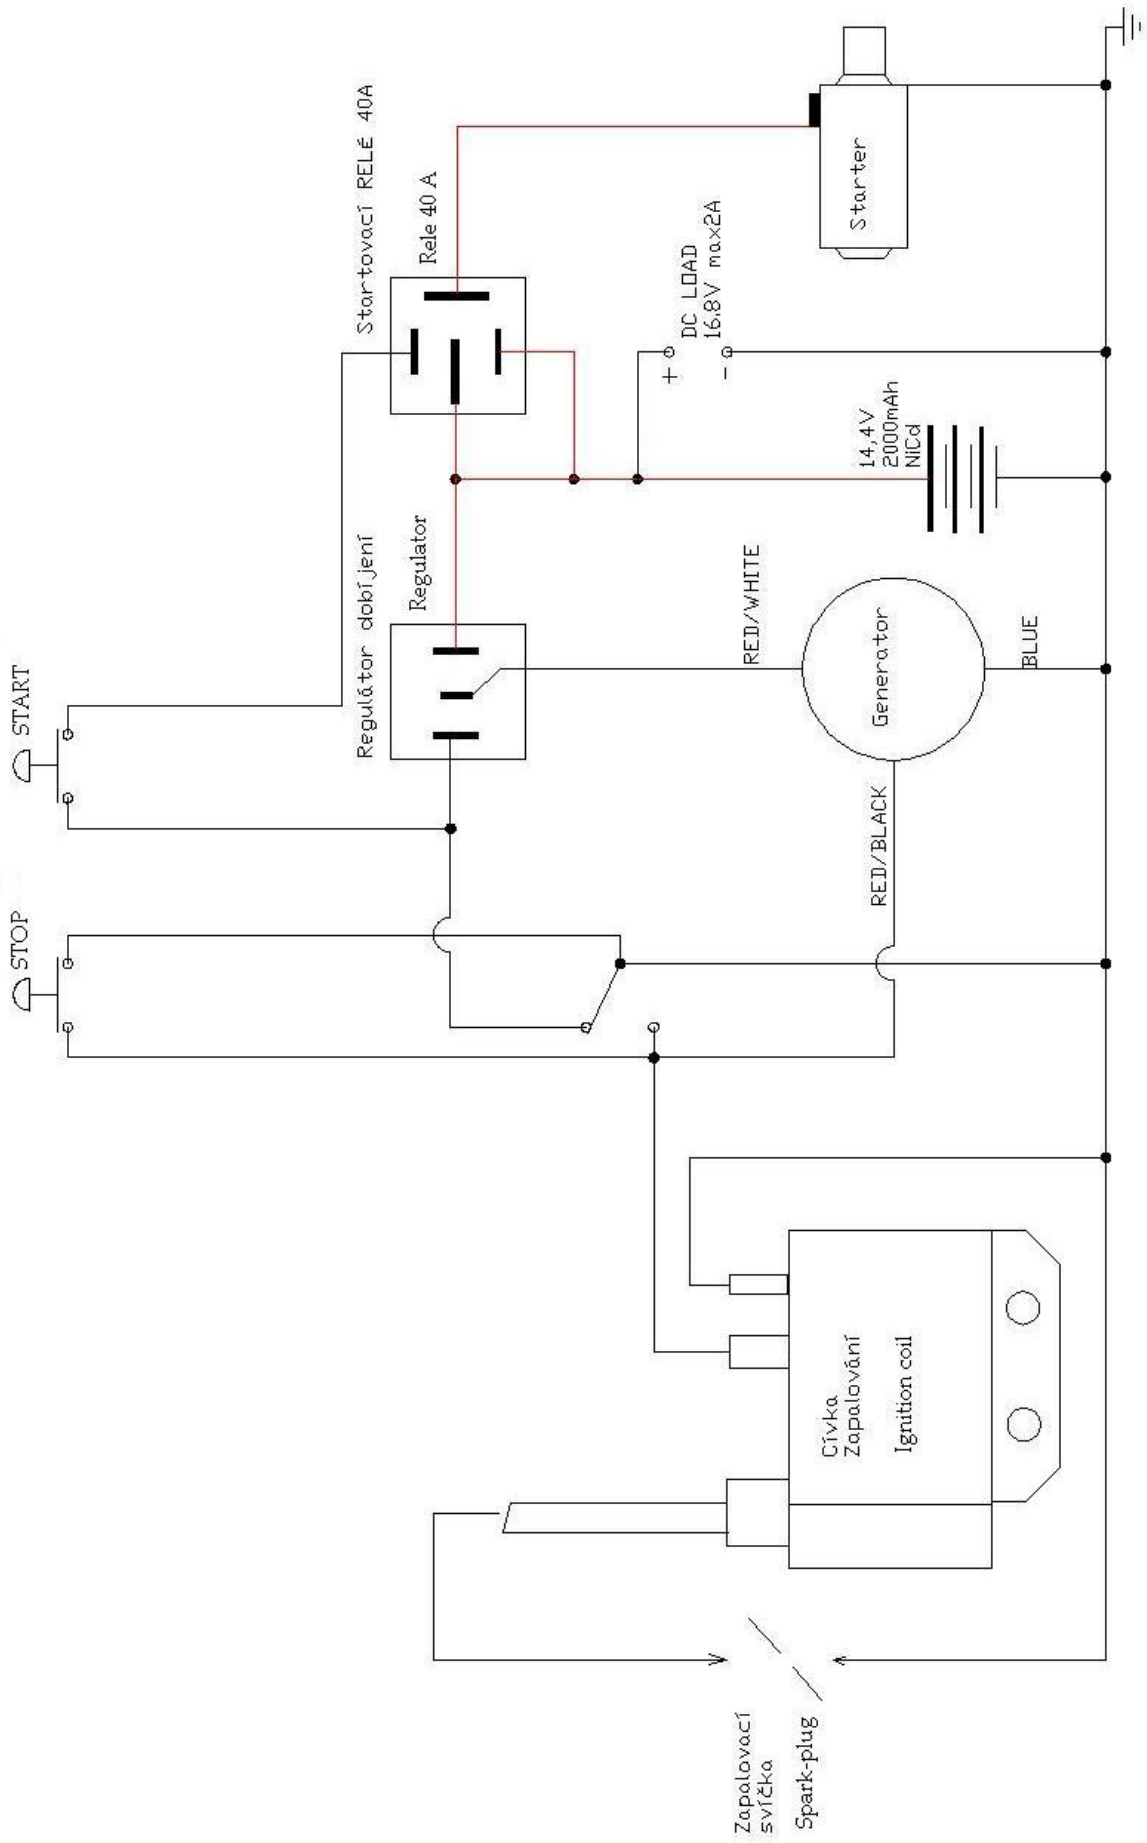 STOP
START
Startovací RELÉ 40A
Rele 40 A
Regulátor dobíjení
Regulator
DC LOAD
16.8V max2A
+
-
Starter
14,4V
2000mAh
NiCd
RED/WHITE
Generator
BLUE
RED/BLACK
Cívka
Zapalování
Ignition coil
Zapalovací
svíčka
Spark-plug